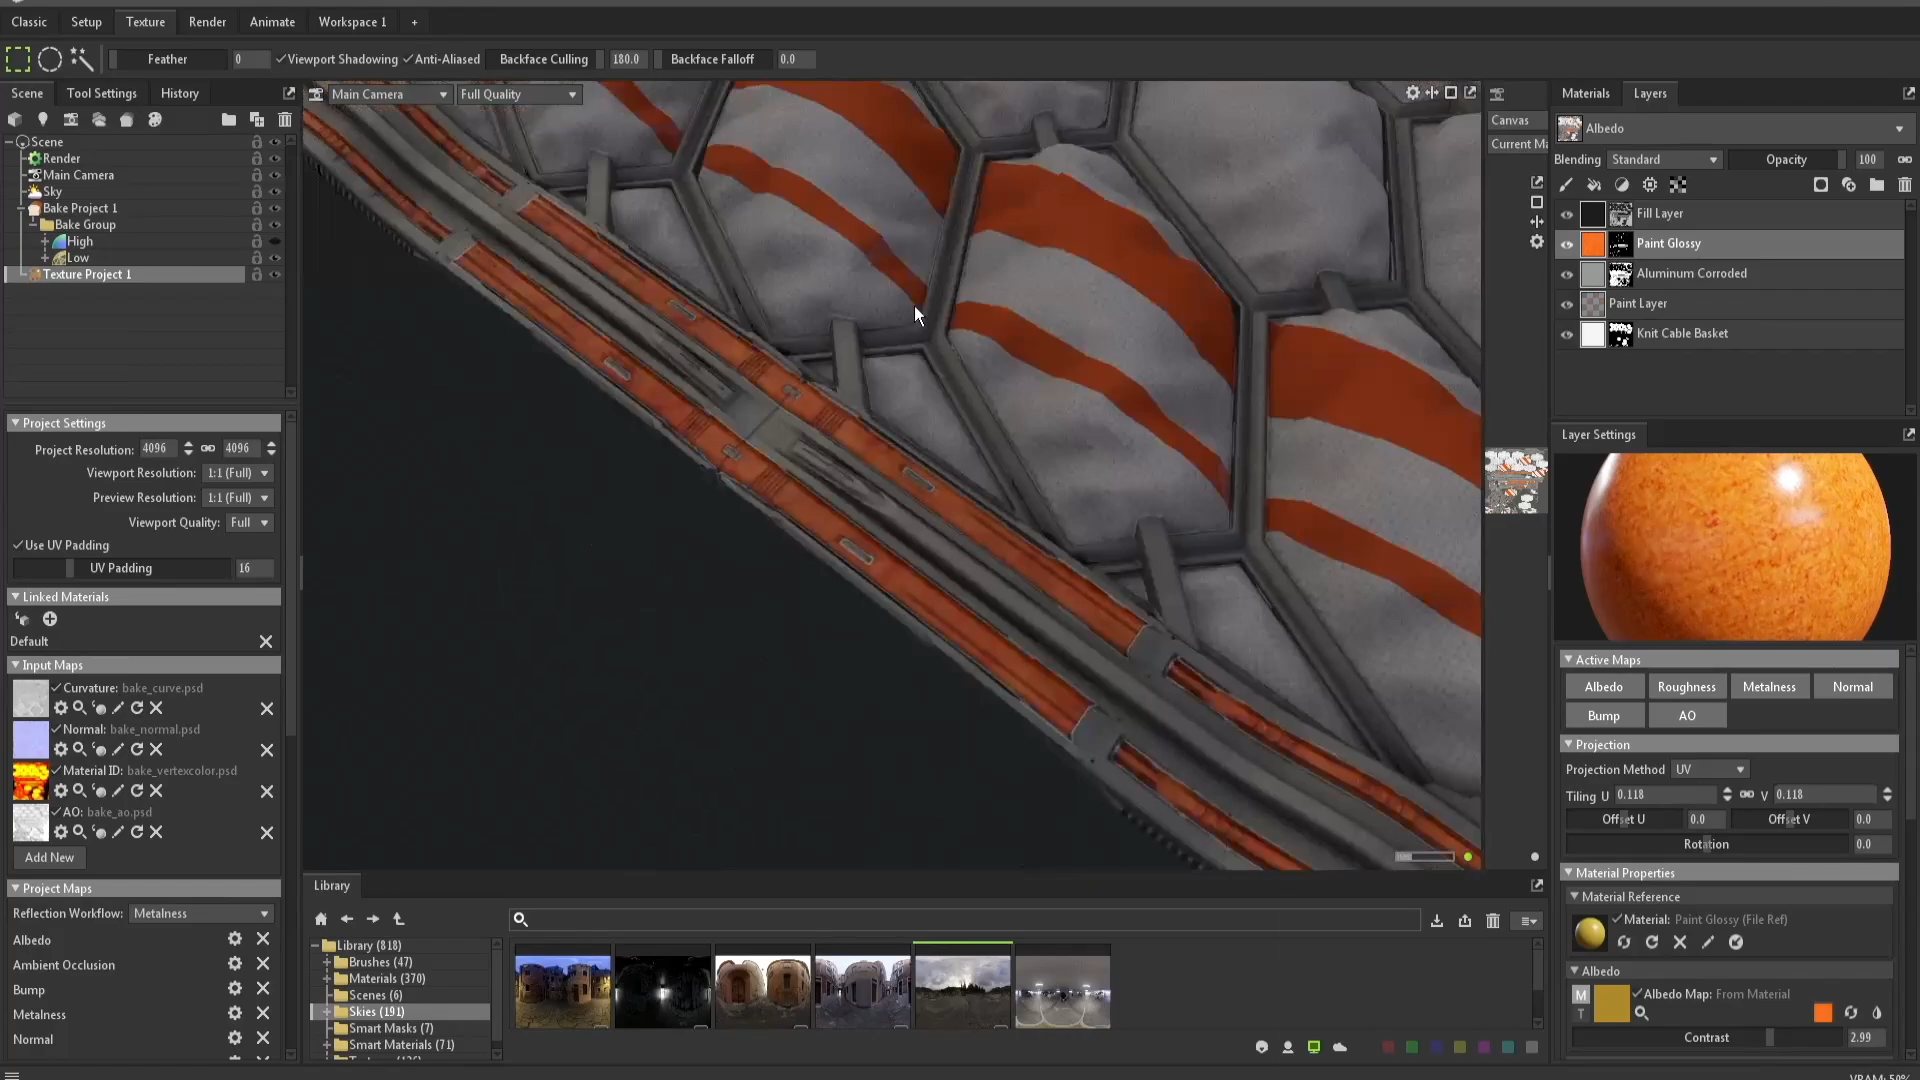 Classic Setup Texture Render Animate Workspace 1 +
Feather 0 Viewport Shadowing Anti-Aliased Backface Culling 180.0 Backface Falloff 0.0
Scene Tool Settings History
Main Camera Full Quality
Canvas
Current Ma
Materials Layers
Albedo
Blending Standard Opacity 100
Scene
Render
Main Camera
Sky
Bake Project 1
Bake Group
High
Low
Texture Project 1
Fill Layer
Paint Glossy
Aluminum Corroded
Paint Layer
Knit Cable Basket
Project Settings
Project Resolution: 4096 4096
Viewport Resolution: 1:1 (Full)
Preview Resolution: 1:1 (Full)
Viewport Quality: Full
Use UV Padding
UV Padding 16
Linked Materials
Default
Input Maps
Curvature: bake_curve.psd
Normal: bake_normal.psd
Material ID: bake_vertexcolor.psd
AO: bake_ao.psd
Add New
Project Maps
Reflection Workflow: Metalness
Albedo
Ambient Occlusion
Bump
Metalness
Normal
Library
Library (818)
Brushes (47)
Materials (370)
Scenes (6)
Skies (191)
Smart Masks (7)
Smart Materials (71)
Layer Settings
Active Maps
Albedo Roughness Metalness Normal
Bump AO
Projection
Projection Method UV
Tiling U 0.118 V 0.118
Offset U 0.0 Offset V 0.0
Rotation 0.0
Material Properties
Material Reference
Material: Paint Glossy (File Ref)
Albedo
M Albedo Map: From Material
T
Contrast 2.99